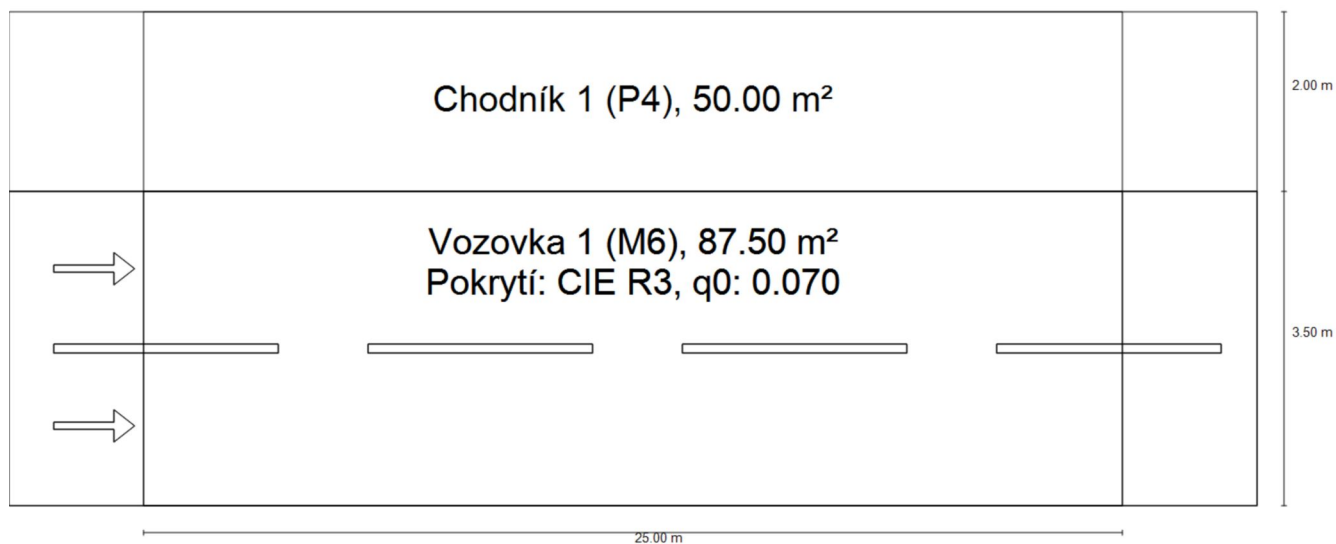 Chodník 1 (P4), 50.00 m²
2.00 m
Vozovka 1 (M6), 87.50 m²
Pokrytí: CIE R3, q0: 0.070
3.50 m
25.00 m